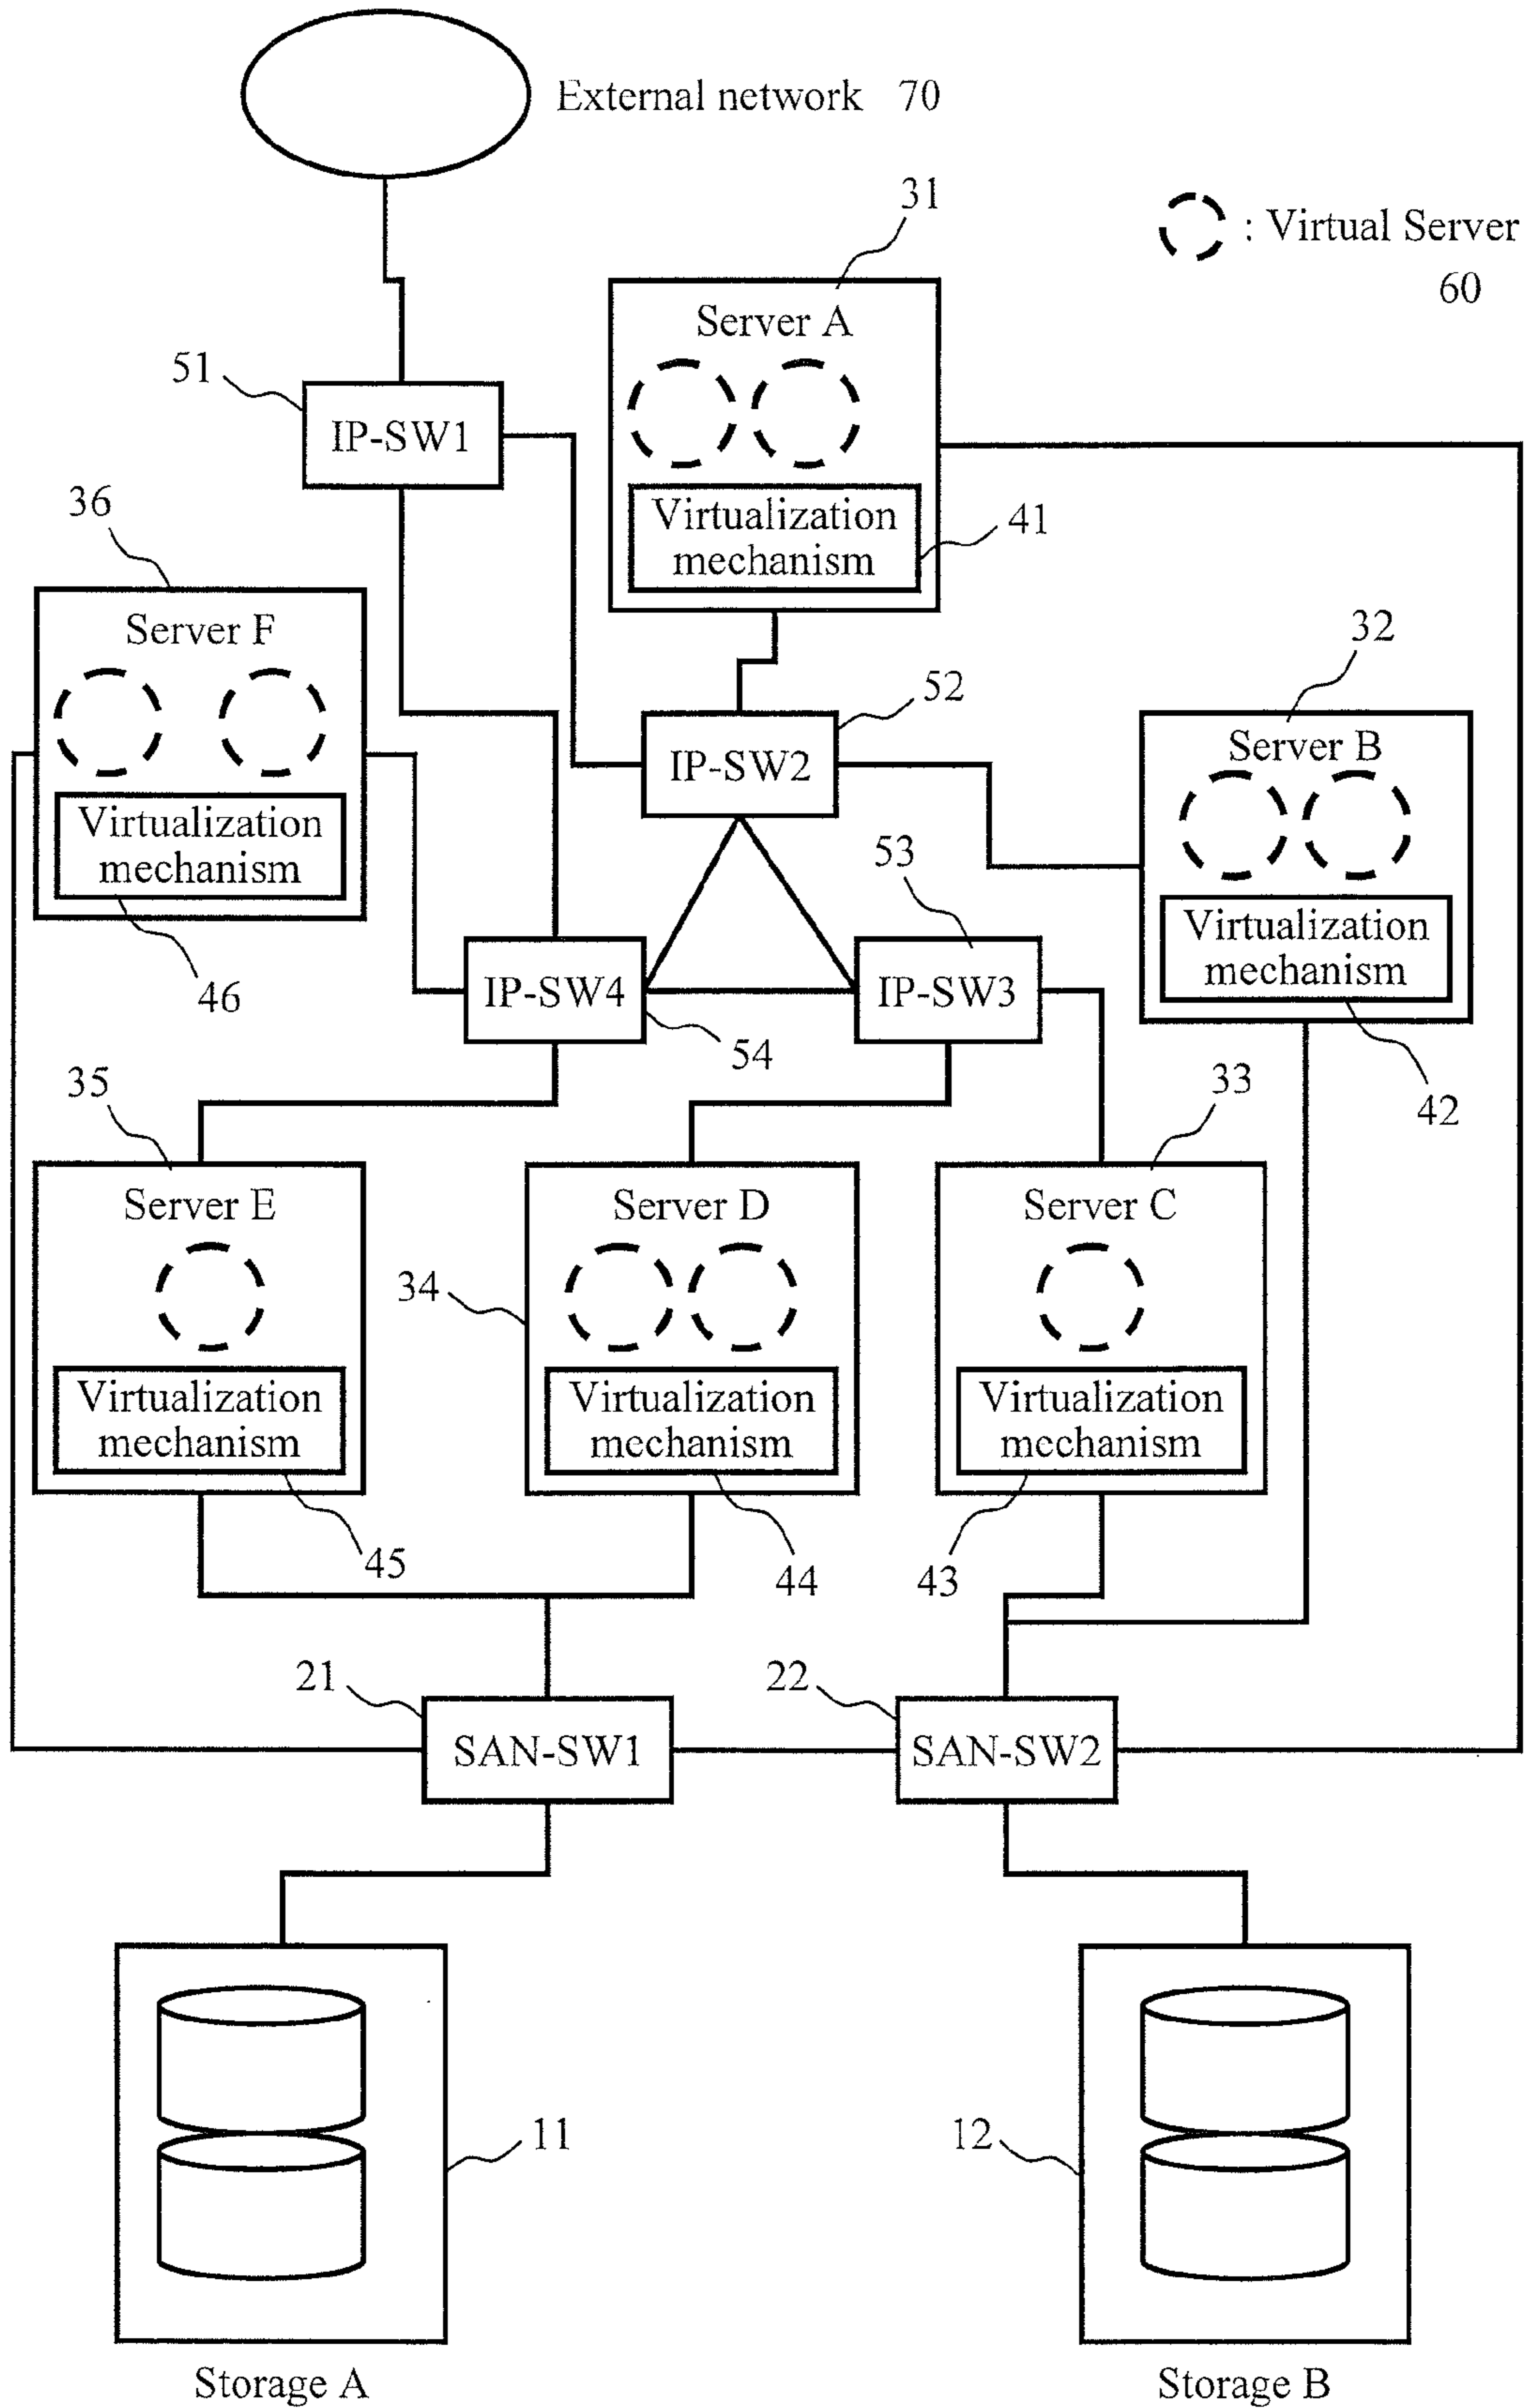 External network 70
31
: Virtual Server
60
Server A
51
IP-SW1
Virtualization
mechanism
41
36
Server F
32
52
IP-SW2
Server B
Virtualization
mechanism
53
Virtualization
mechanism
46
IP-SW4
IP-SW3
54
42
35
33
Server E
Server D
Server C
34
Virtualization
mechanism
Virtualization
mechanism
Virtualization
mechanism
45
44
43
21
22
SAN-SW1
SAN-SW2
11
12
Storage A
Storage B